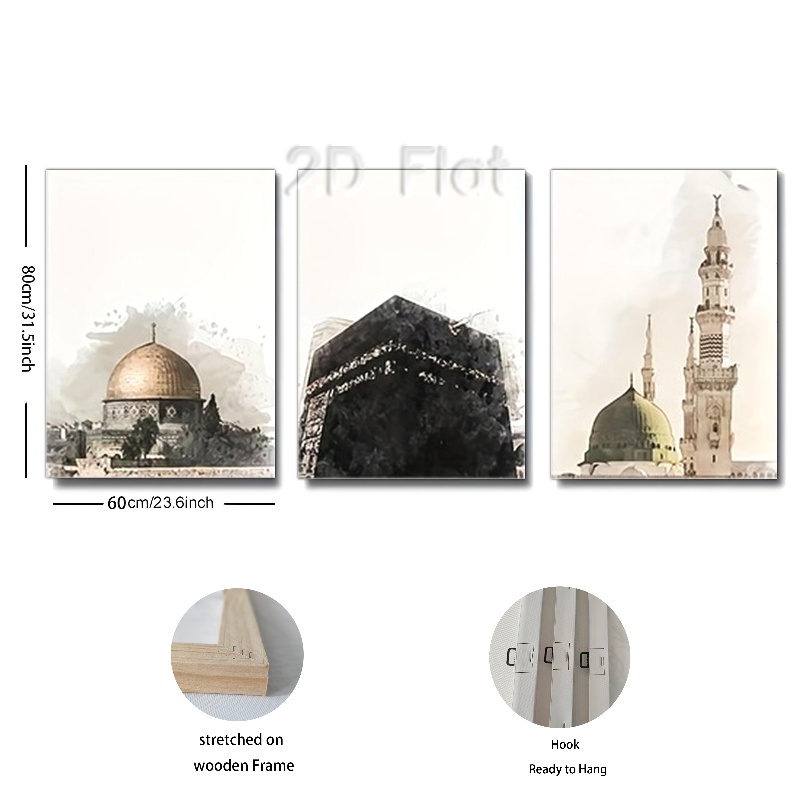 2D Flat
80cm/31.5inch
60cm/23.6inch
stretched on
wooden Frame
Hook
Ready to Hang